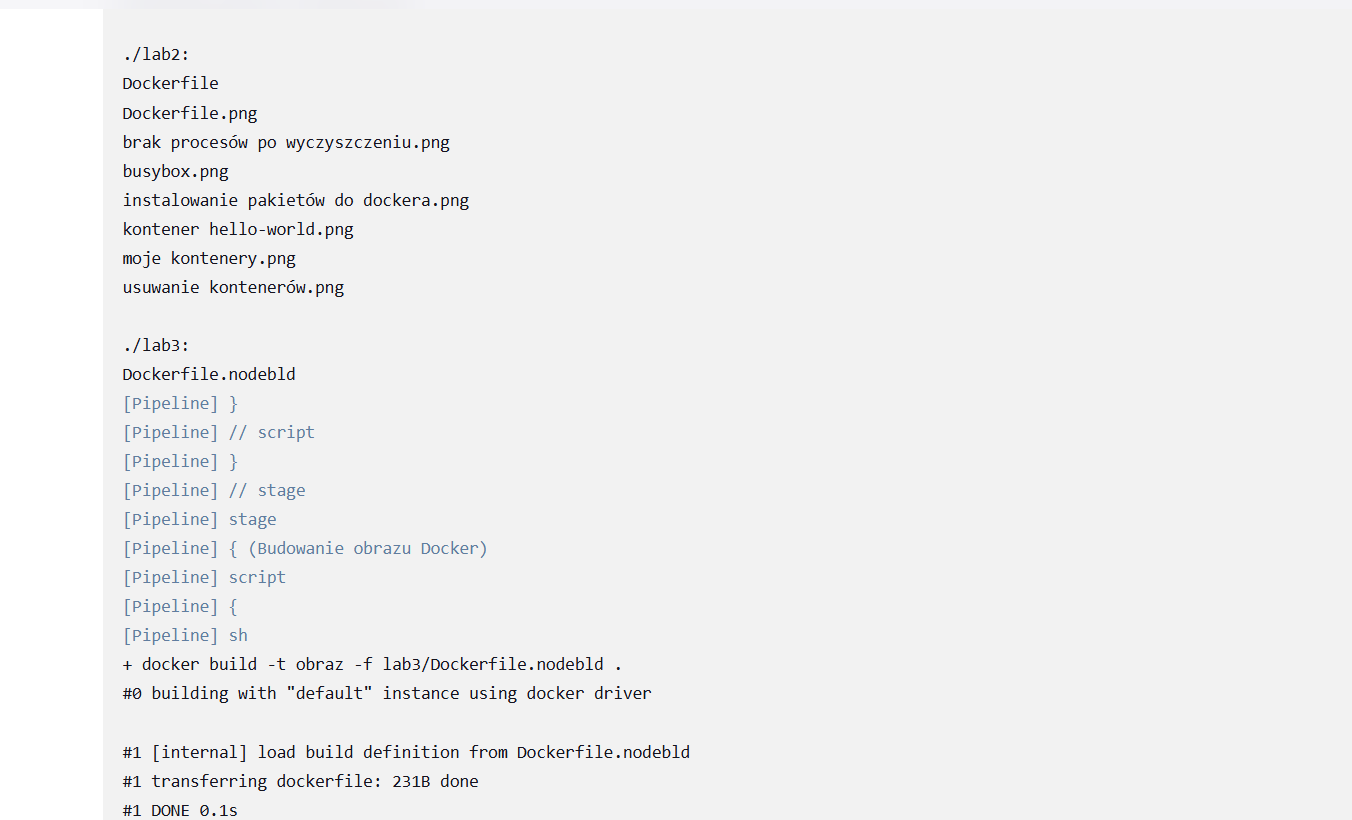 ./lab2:
Dockerfile
Dockerfile.png
brak procesów po wyczyszczeniu.png
busybox.png
instalowanie pakietów do dockera.png
kontener hello-world.png
moje kontenery.png
usuwanie kontenerów.png
./lab3:
Dockerfile.nodebld
[Pipeline] }
[Pipeline] // script
[Pipeline] }
[Pipeline] // stage
[Pipeline] stage
[Pipeline] { (Budowanie obrazu Docker)
[Pipeline] script
[Pipeline] {
[Pipeline] sh
+ docker build -t obraz -f lab3/Dockerfile.nodebld .
#0 building with "default" instance using docker driver
#1 [internal] load build definition from Dockerfile.nodebld
#1 transferring dockerfile: 231B done
#1 DONE 0.1s